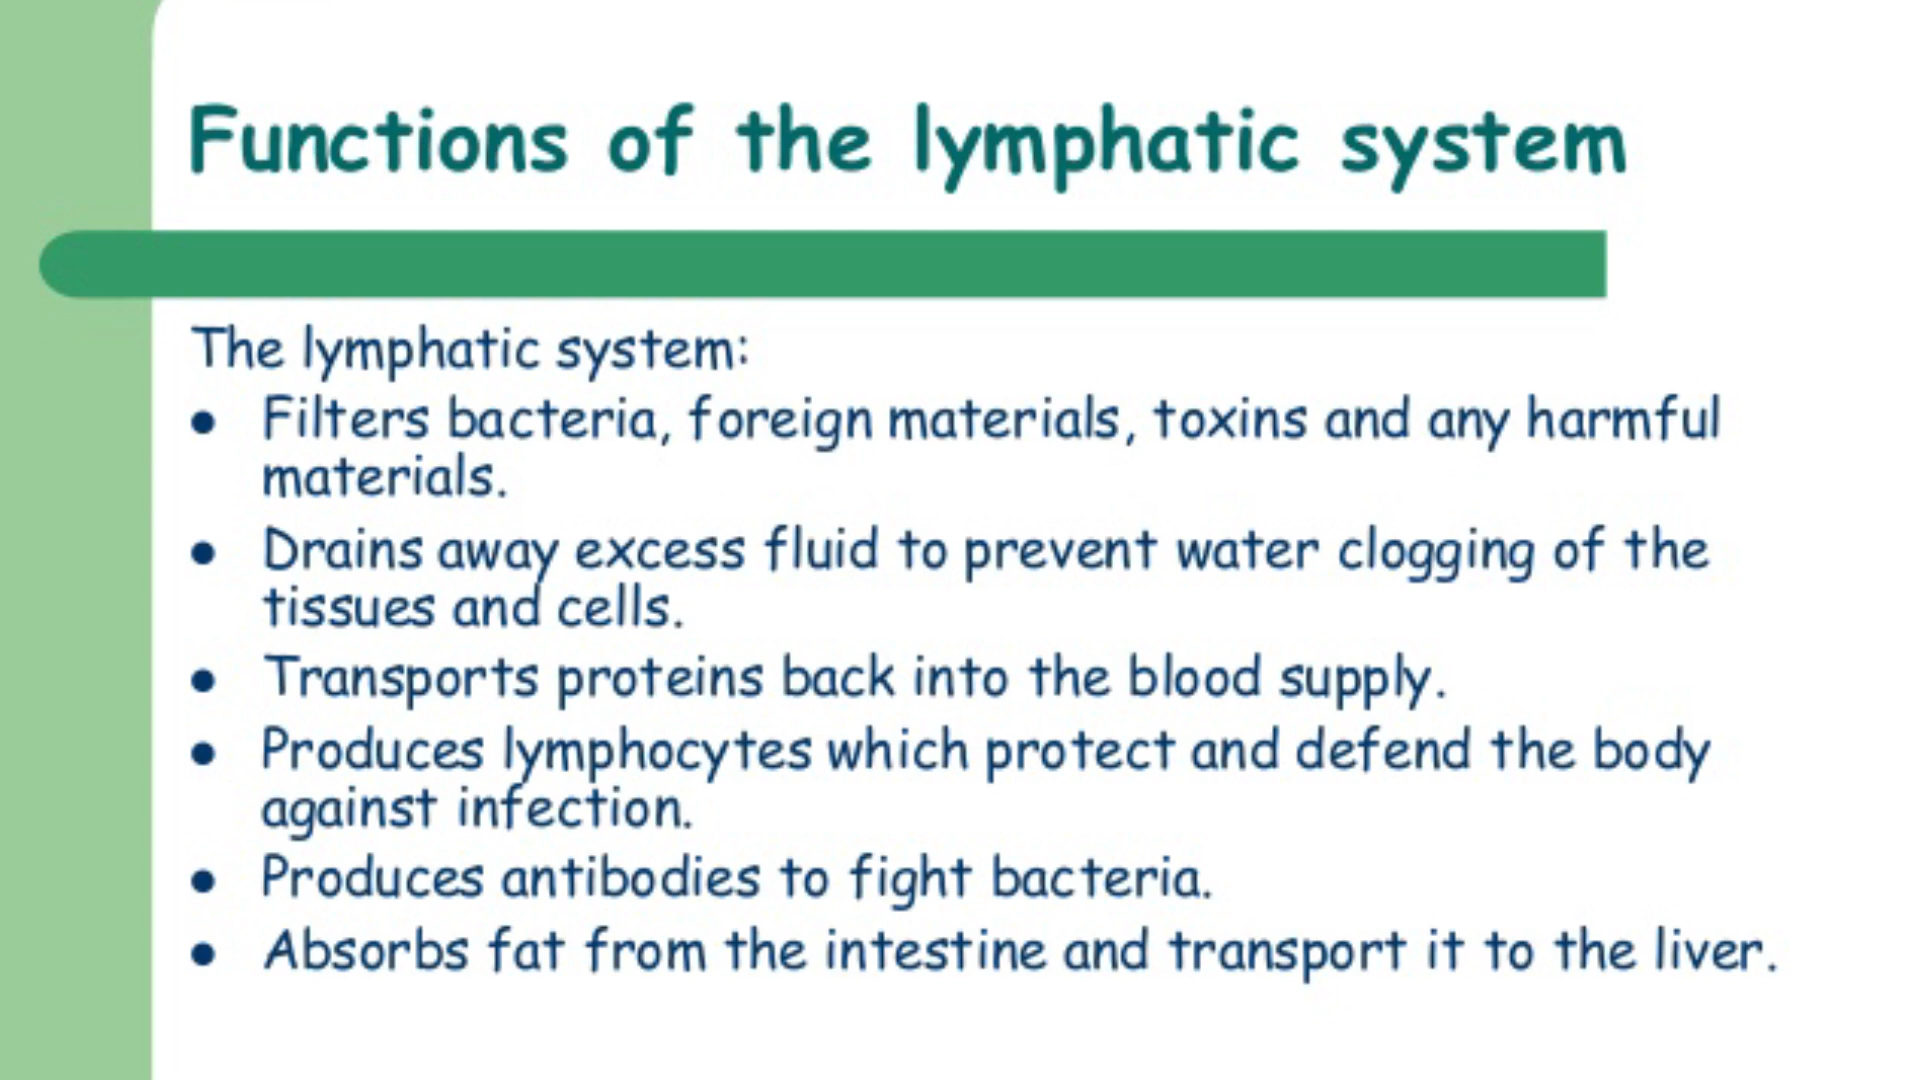 Functions of the lymphatic system
The lymphatic system:
● Filters bacteria, foreign materials, toxins and any harmful
materials.
● Drains away excess fluid to prevent water clogging of the
tissues and cells.
● Transports proteins back into the blood supply.
● Produces lymphocytes which protect and defend the body
against infection.
● Produces antibodies to fight bacteria.
● Absorbs fat from the intestine and transport it to the liver.